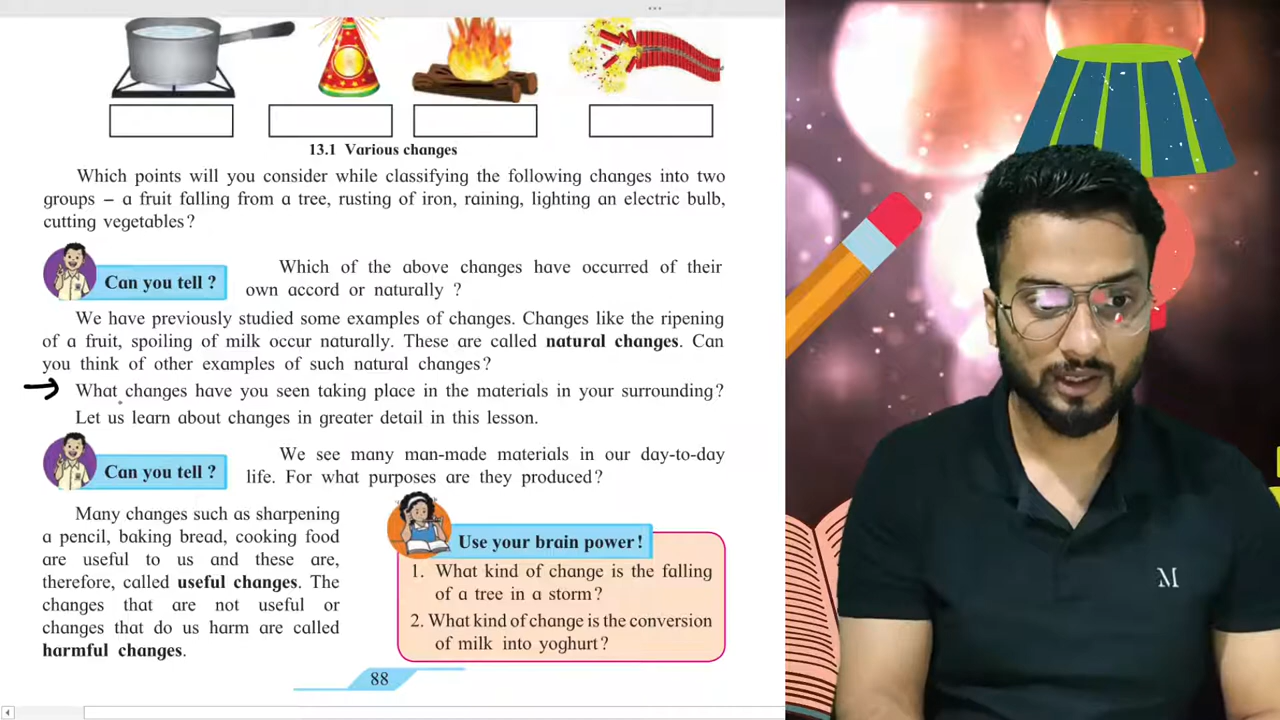 13.1 Various changes
Which points will you consider while classifying the following changes into two
groups – a fruit falling from a tree, rusting of iron, raining, lighting an electric bulb,
cutting vegetables?
Can you tell ?
Which of the above changes have occurred of their
own accord or naturally ?
We have previously studied some examples of changes. Changes like the ripening
of a fruit, spoiling of milk occur naturally. These are called natural changes. Can
you think of other examples of such natural changes?
What changes have you seen taking place in the materials in your surrounding?
Let us learn about changes in greater detail in this lesson.
Can you tell ?
We see many man-made materials in our day-to-day
life. For what purposes are they produced?
Many changes such as sharpening
a pencil, baking bread, cooking food
are useful to us and these are,
therefore, called useful changes. The
changes that are not useful or
changes that do us harm are called
harmful changes.
Use your brain power!
1. What kind of change is the falling
of a tree in a storm?
2. What kind of change is the conversion
of milk into yoghurt?
88
M